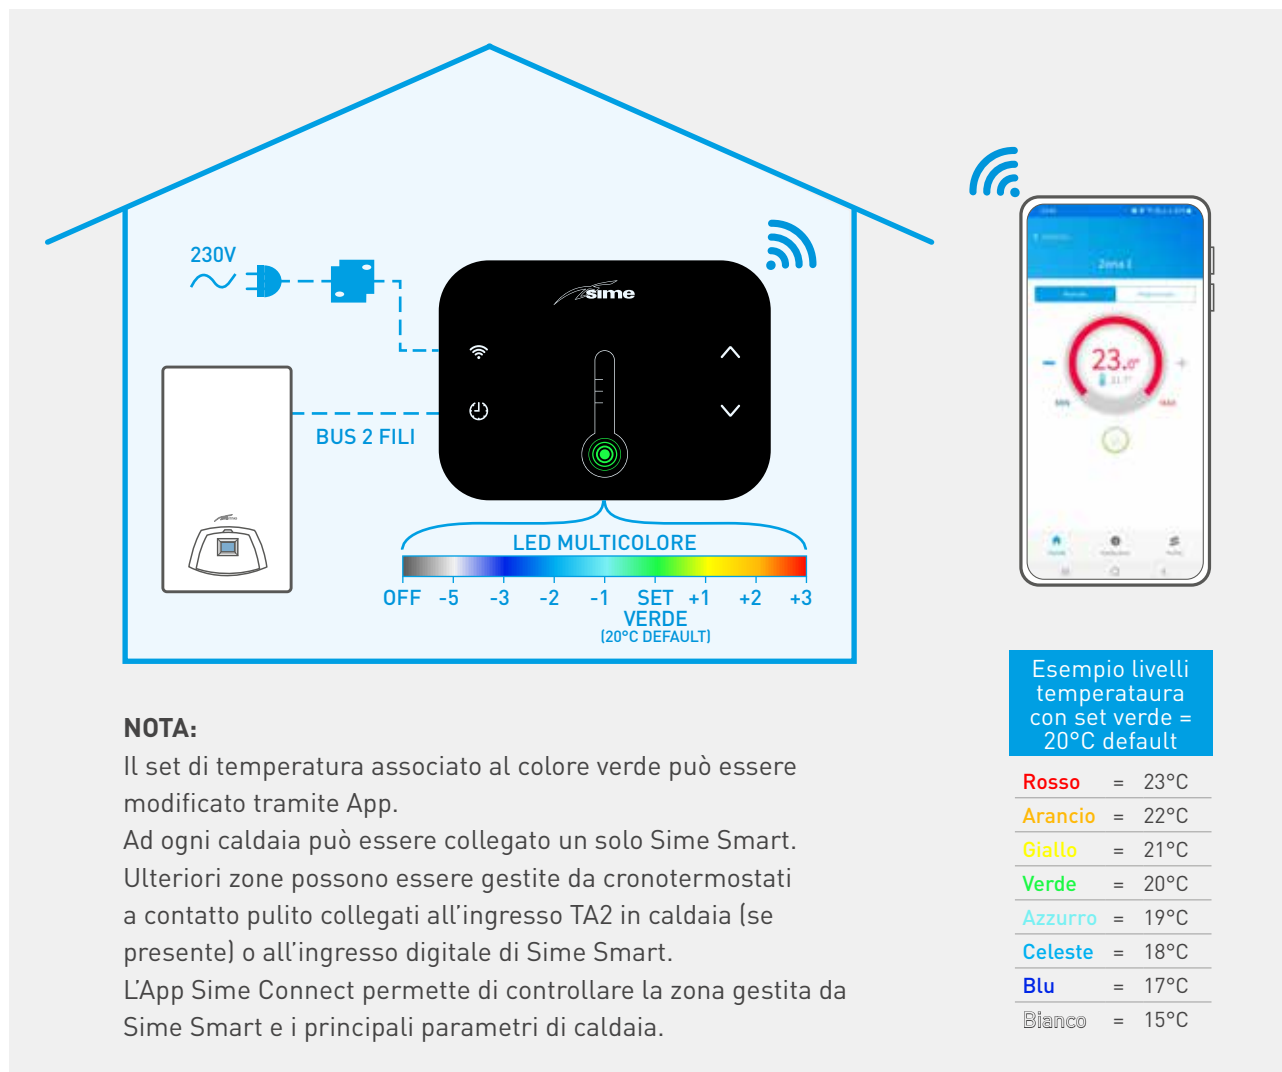 230V
sime
BUS 2 FILI
sime
LED MULTICOLORE
OFF -5 -3 -2 -1 SET +1 +2 +3
VERDE
(20°C DEFAULT)
Zona 1
23.0°
MIN MAX
NOTA:
Il set di temperatura associato al colore verde può essere
modificato tramite App.
Ad ogni caldaia può essere collegato un solo Sime Smart.
Ulteriori zone possono essere gestite da cronotermostati
a contatto pulito collegati all’ingresso TA2 in caldaia (se
presente) o all’ingresso digitale di Sime Smart.
L’App Sime Connect permette di controllare la zona gestita da
Sime Smart e i principali parametri di caldaia.
Esempio livelli
temperataura
con set verde =
20°C default
Rosso = 23°C
Arancio = 22°C
Giallo = 21°C
Verde = 20°C
Azzurro = 19°C
Celeste = 18°C
Blu = 17°C
Bianco = 15°C